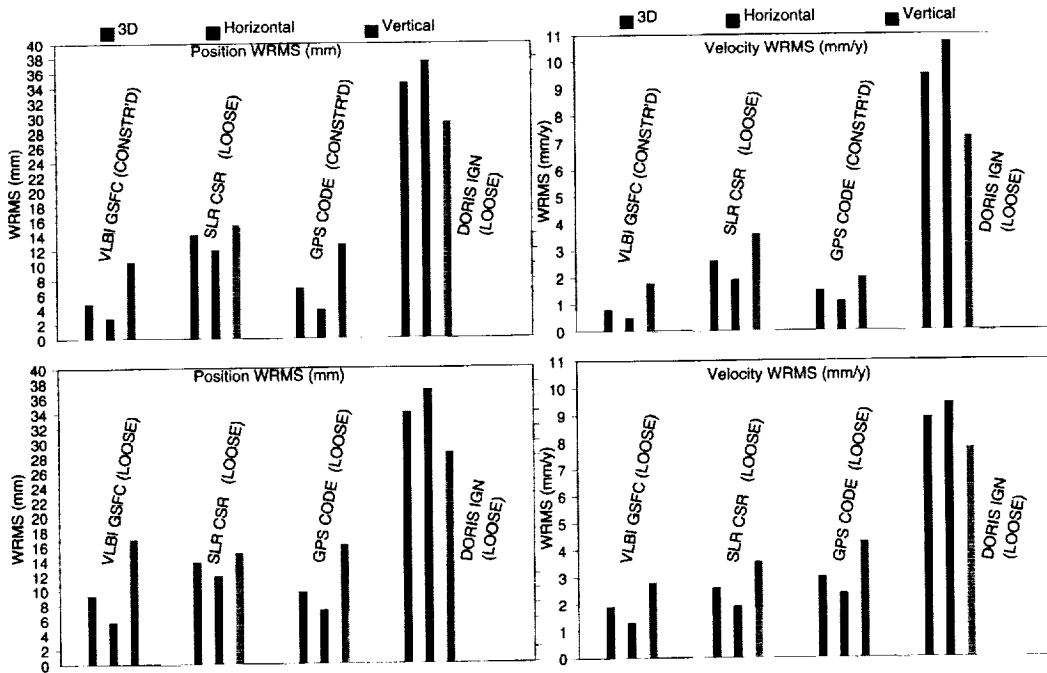 3D Horizontal Vertical
Position WRMS (mm)
WRMS (mm)
40
38
36
34
32
30
28
26
24
22
20
18
16
14
12
10
8
6
4
2
0
VLBI GSFC (CONSTR'D)
SLR CSR (LOOSE)
GPS CODE (CONSTR'D)
DORIS IGN
(LOOSE)
3D Horizontal Vertical
Velocity WRMS (mm/y)
WRMS (mm/y)
11
10
9
8
7
6
5
4
3
2
1
0
VLBI GSFC (CONSTR'D)
SLR CSR (LOOSE)
GPS CODE (CONSTR'D)
DORIS IGN
(LOOSE)
Position WRMS (mm)
WRMS (mm)
40
38
36
34
32
30
28
26
24
22
20
18
16
14
12
10
8
6
4
2
0
VLBI GSFC (LOOSE)
SLR CSR (LOOSE)
GPS CODE (LOOSE)
DORIS IGN
(LOOSE)
Velocity WRMS (mm/y)
WRMS (mm/y)
11
10
9
8
7
6
5
4
3
2
1
0
VLBI GSFC (LOOSE)
SLR CSR (LOOSE)
GPS CODE (LOOSE)
DORIS IGN
(LOOSE)